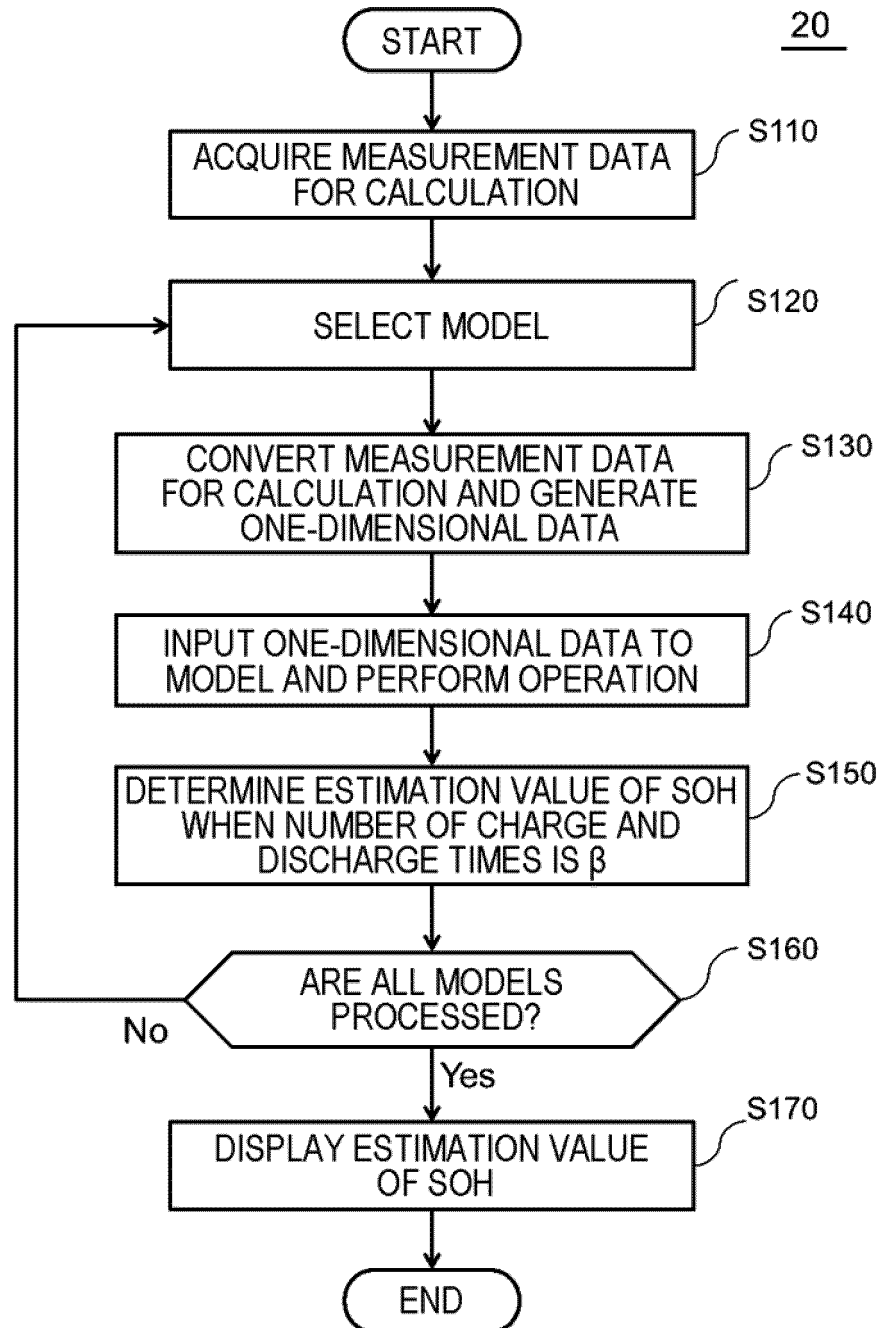 START
20
S110
ACQUIRE MEASUREMENT DATA
FOR CALCULATION
S120
SELECT MODEL
S130
CONVERT MEASUREMENT DATA
FOR CALCULATION AND GENERATE
ONE-DIMENSIONAL DATA
S140
INPUT ONE-DIMENSIONAL DATA TO
MODEL AND PERFORM OPERATION
S150
DETERMINE ESTIMATION VALUE OF SOH
WHEN NUMBER OF CHARGE AND
DISCHARGE TIMES IS β
S160
ARE ALL MODELS
PROCESSED?
No
Yes
S170
DISPLAY ESTIMATION VALUE
OF SOH
END